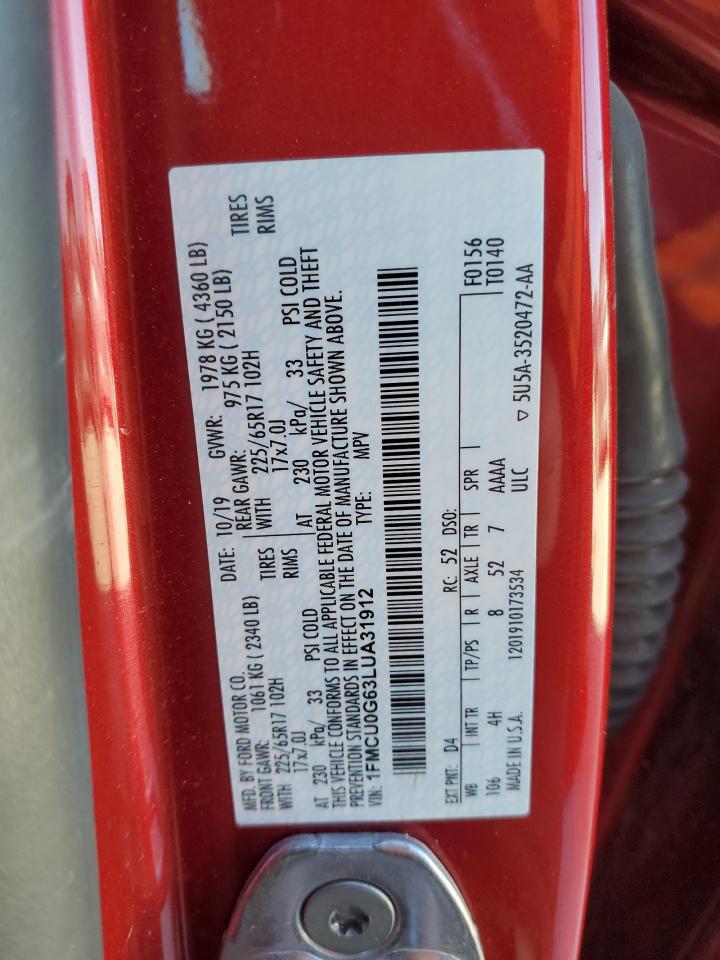 MFD. BY FORD MOTOR CO.
DATE: 10/19 GVWR: 1978 KG ( 4360 LB)
FRONT GAWR: 1061 KG ( 2340 LB) REAR GAWR: 975 KG ( 2150 LB)
WITH 225/65R17 102H TIRES WITH 225/65R17 102H TIRES
17x7.0J RIMS 17x7.0J RIMS
AT 230 kPa/ 33 PSI COLD AT 230 kPa/ 33 PSI COLD
THIS VEHICLE CONFORMS TO ALL APPLICABLE FEDERAL MOTOR VEHICLE SAFETY AND THEFT
PREVENTION STANDARDS IN EFFECT ON THE DATE OF MANUFACTURE SHOWN ABOVE.
VIN: 1FMCU0G63LUA31912 TYPE: MPV
EXT PNT: D4 RC: 52 DSO: F0156
WB INT TR TP/PS R AXLE TR SPR T0140
106 4H 8 52 7 AAAA
MADE IN U.S.A. 1201910173534 ULC ▽ 5U5A-3520472-AA